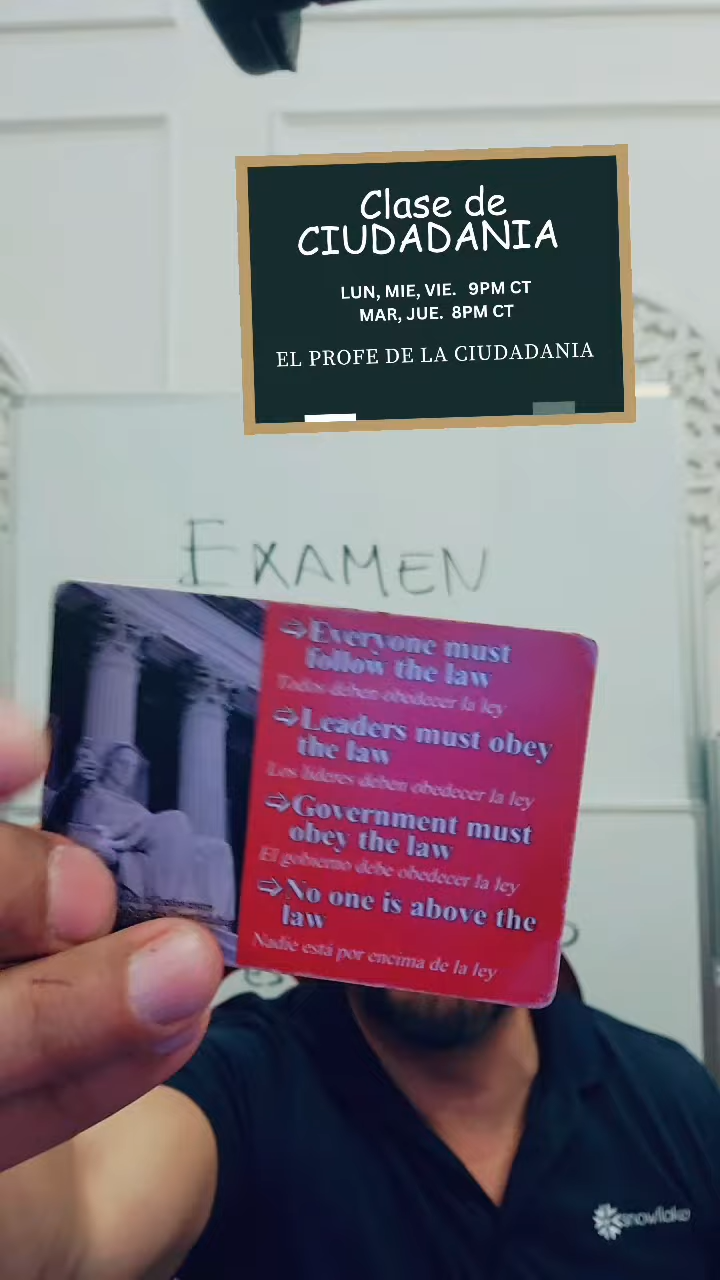 Clase de
CIUDADANIA
LUN, MIE, VIE. 9PM CT
MAR, JUE. 8PM CT
EL PROFE DE LA CIUDADANIA
EXAMEN
⇨Everyone must
follow the law
Todos deben obedecer la ley
⇨Leaders must obey
the law
Los líderes deben obedecer la ley
⇨Government must
obey the law
El gobierno debe obedecer la ley
⇨No one is above the
law
Nadie está por encima de la ley
snowflake